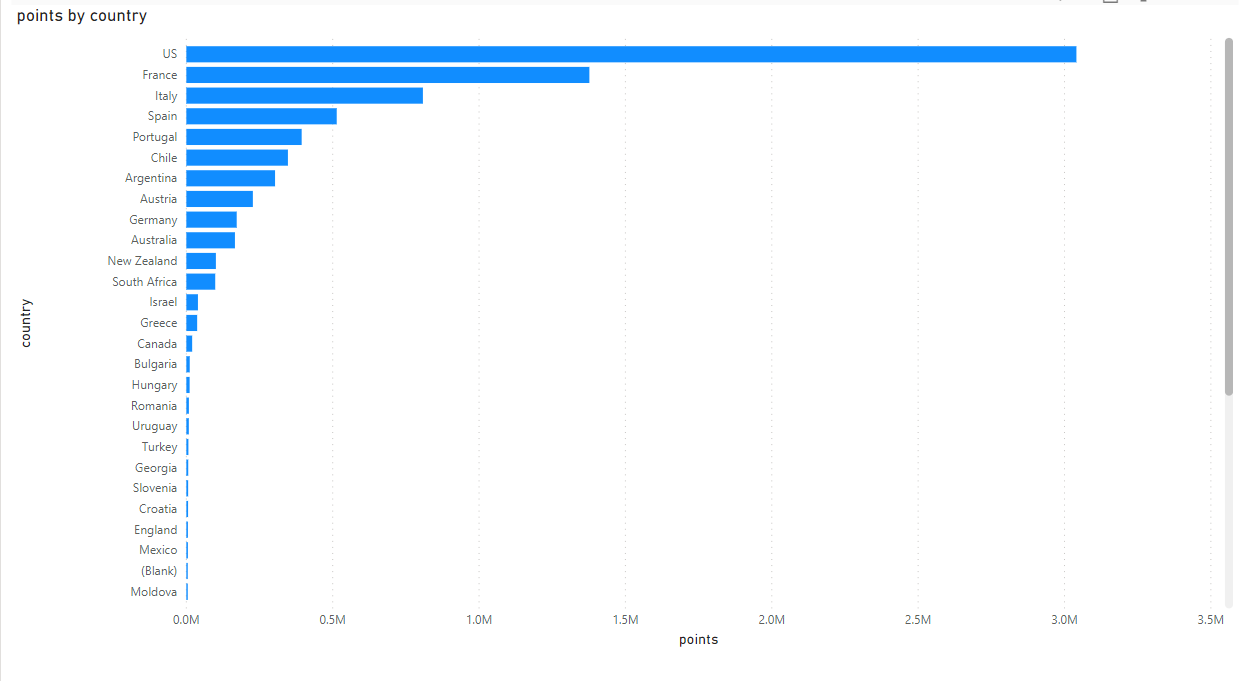 points by country
US
France
Italy
Spain
Portugal
Chile
Argentina
Austria
Germany
Australia
New Zealand
South Africa
Israel
Greece
Canada
Bulgaria
Hungary
Romania
Uruguay
Turkey
Georgia
Slovenia
Croatia
England
Mexico
(Blank)
Moldova
country
0.0M 0.5M 1.0M 1.5M 2.0M 2.5M 3.0M 3.5M
points